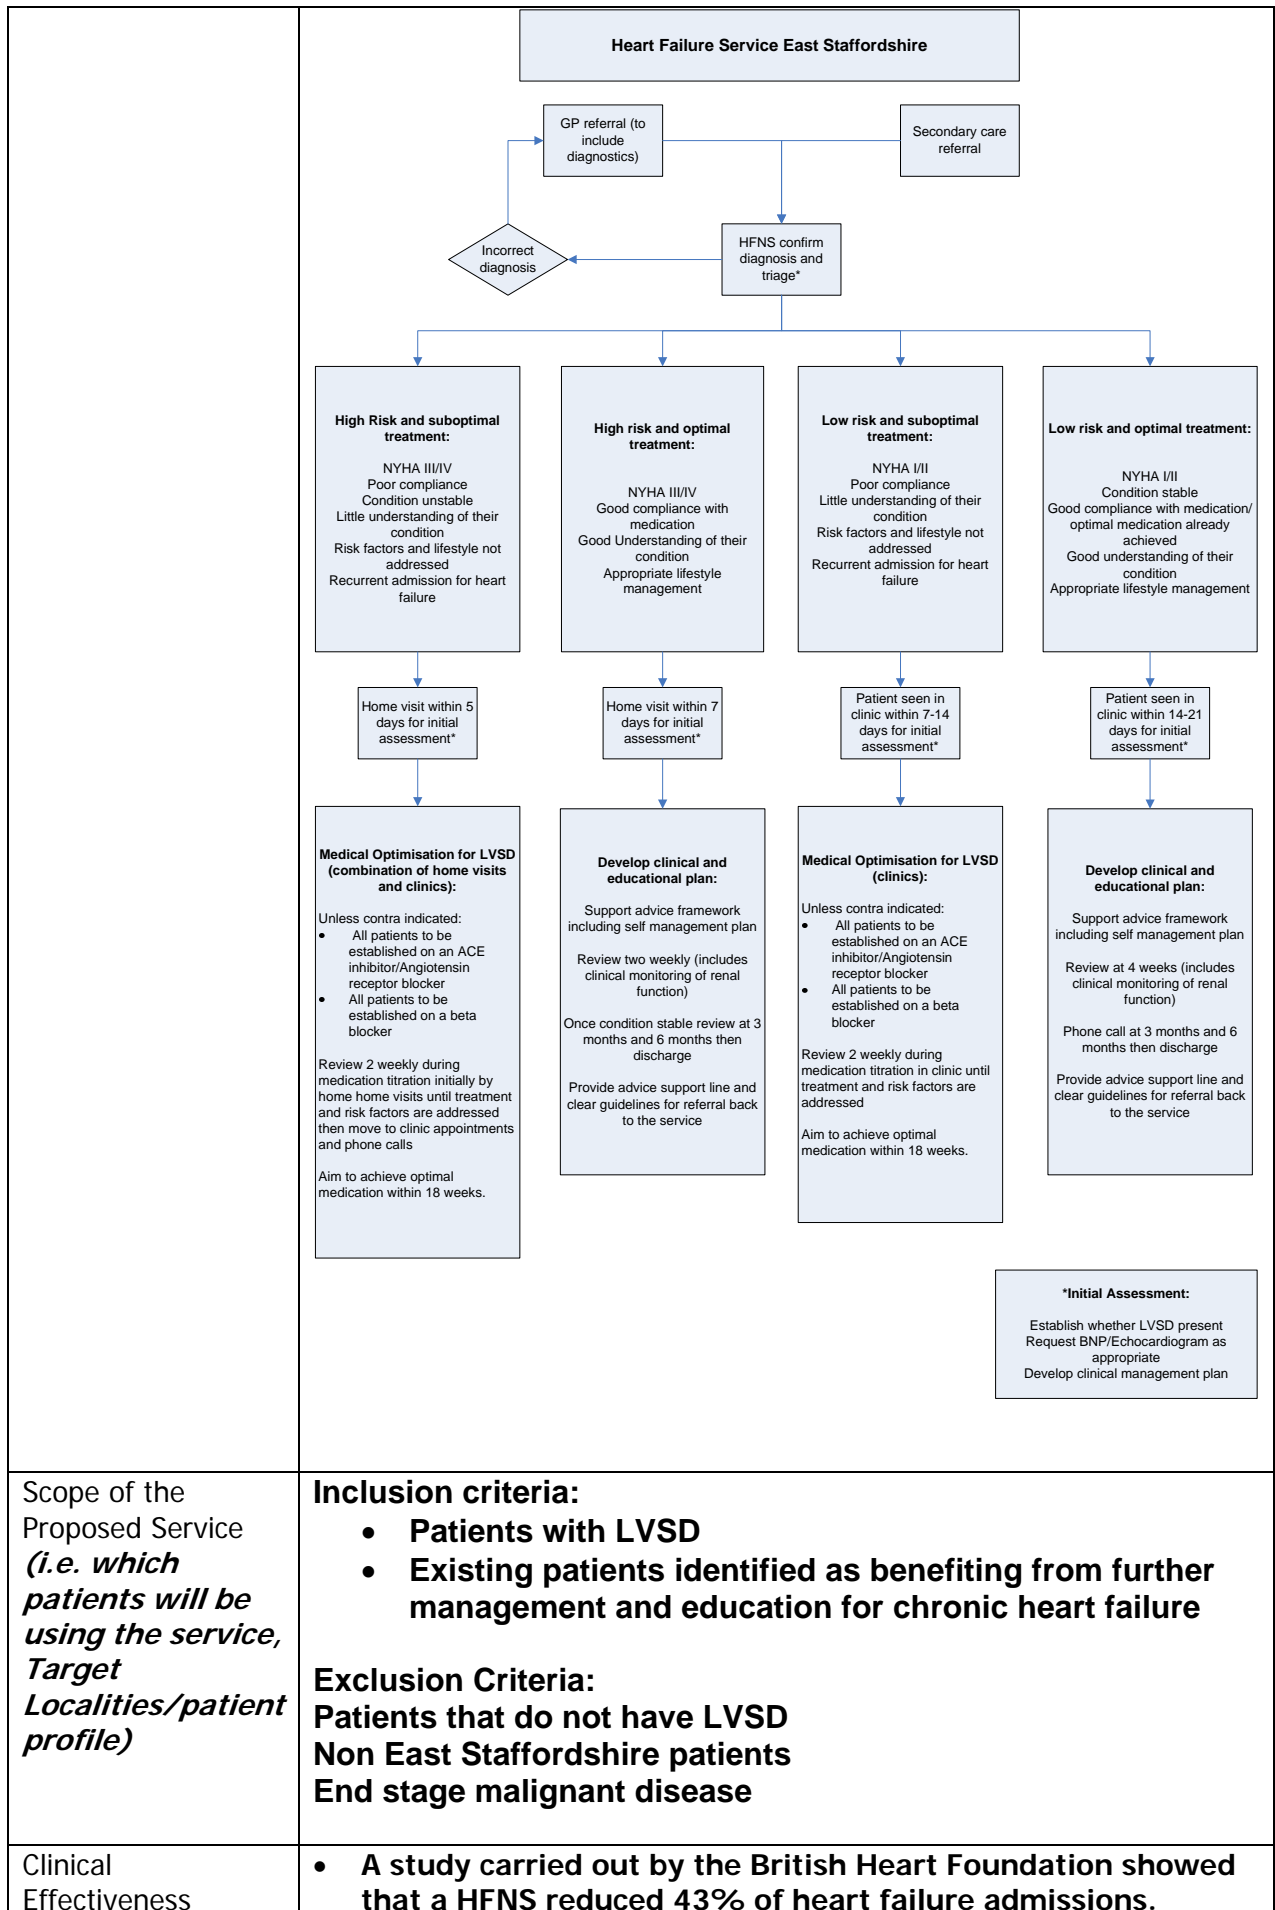 Heart Failure Service East Staffordshire
GP referral (to
include
diagnostics)
Secondary care
referral
Incorrect
diagnosis
HFNS confirm
diagnosis and
triage*
High Risk and suboptimal
treatment:
NYHA III/IV
Poor compliance
Condition unstable
Little understanding of their
condition
Risk factors and lifestyle not
addressed
Recurrent admission for heart
failure
High risk and optimal
treatment:
NYHA III/IV
Good compliance with
medication
Good Understanding of their
condition
Appropriate lifestyle
management
Low risk and suboptimal
treatment:
NYHA I/II
Poor compliance
Little understanding of their
condition
Risk factors and lifestyle not
addressed
Recurrent admission for heart
failure
Low risk and optimal treatment:
NYHA I/II
Condition stable
Good compliance with medication/
optimal medication already
achieved
Good understanding of their
condition
Appropriate lifestyle management
Home visit within 5
days for initial
assessment*
Home visit within 7
days for initial
assessment*
Patient seen in
clinic within 7-14
days for initial
assessment*
Patient seen in
clinic within 14-21
days for initial
assessment*
Medical Optimisation for LVSD
(combination of home visits
and clinics):
Unless contra indicated:
• All patients to be
established on an ACE
inhibitor/Angiotensin
receptor blocker
• All patients to be
established on a beta
blocker
Review 2 weekly during
medication titration initially by
home home visits until treatment
and risk factors are addressed
then move to clinic appointments
and phone calls
Aim to achieve optimal
medication within 18 weeks.
Develop clinical and
educational plan:
Support advice framework
including self management plan
Review two weekly (includes
clinical monitoring of renal
function)
Once condition stable review at 3
months and 6 months then
discharge
Provide advice support line and
clear guidelines for referral back
to the service
Medical Optimisation for LVSD
(clinics):
Unless contra indicated:
• All patients to be
established on an ACE
inhibitor/Angiotensin
receptor blocker
• All patients to be
established on a beta
blocker
Review 2 weekly during
medication titration in clinic until
treatment and risk factors are
addressed
Aim to achieve optimal
medication within 18 weeks.
Develop clinical and
educational plan:
Support advice framework
including self management plan
Review at 4 weeks (includes
clinical monitoring of renal
function)
Phone call at 3 months and 6
months then discharge
Provide advice support line and
clear guidelines for referral back
to the service
*Initial Assessment:
Establish whether LVSD present
Request BNP/Echocardiogram as
appropriate
Develop clinical management plan
Scope of the
Proposed Service
(i.e. which
patients will be
using the service,
Target
Localities/patient
profile)
Inclusion criteria:
• Patients with LVSD
• Existing patients identified as benefiting from further
management and education for chronic heart failure
Exclusion Criteria:
Patients that do not have LVSD
Non East Staffordshire patients
End stage malignant disease
Clinical
Effectiveness
• A study carried out by the British Heart Foundation showed
that a HFNS reduced 43% of heart failure admissions.